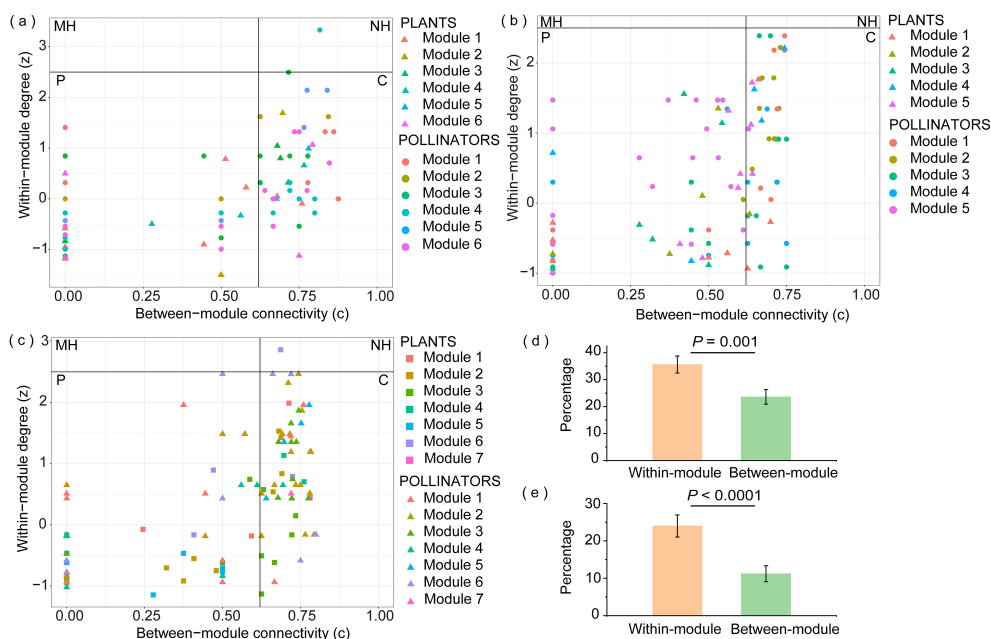 ( a )
MH
NH
P
C
3
2
1
0
−1
Within−module degree (z)
0.00 0.25 0.50 0.75 1.00
Between−module connectivity (c)
PLANTS
Module 1
Module 2
Module 3
Module 4
Module 5
Module 6
POLLINATORS
Module 1
Module 2
Module 3
Module 4
Module 5
Module 6
( b )
MH
NH
P
C
2
1
0
−1
Within−module degree (z)
0.00 0.25 0.50 0.75 1.00
Between−module connectivity (c)
PLANTS
Module 1
Module 2
Module 3
Module 4
Module 5
POLLINATORS
Module 1
Module 2
Module 3
Module 4
Module 5
( c )
MH
NH
P
C
3
2
1
0
−1
Within−module degree (z)
0.00 0.25 0.50 0.75 1.00
Between−module connectivity (c)
PLANTS
Module 1
Module 2
Module 3
Module 4
Module 5
Module 6
Module 7
POLLINATORS
Module 1
Module 2
Module 3
Module 4
Module 5
Module 6
Module 7
( d )
P = 0.001
40
30
20
10
0
Percentage
Within−module Between−module
( e )
P < 0.0001
30
20
10
0
Percentage
Within−module Between−module